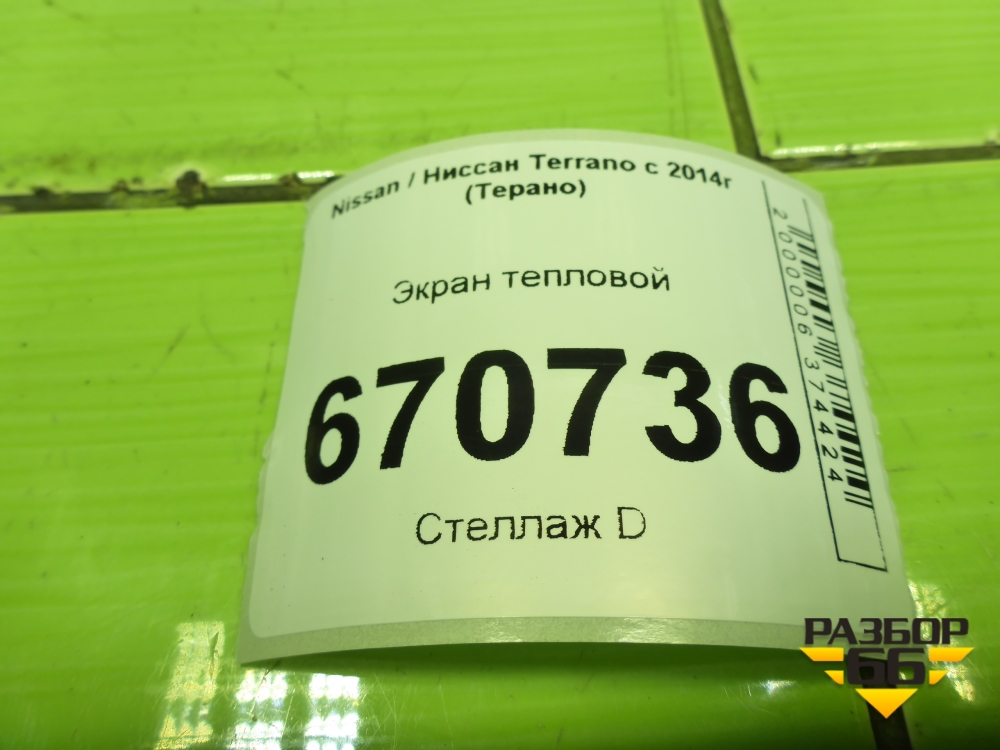 Nissan / Ниссан Terrano с 2014г
(Терано)
Экран тепловой
670736
Стеллаж D
2000006374424
РАЗБОР
66